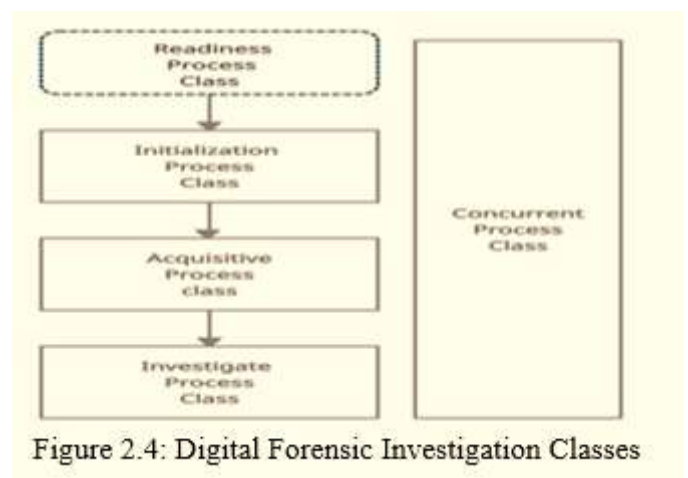 Readiness
Process
Class
Initialization
Process
Class
Acquisitive
Process
class
Investigate
Process
Class
Concurrent
Process
Class
Figure 2.4: Digital Forensic Investigation Classes